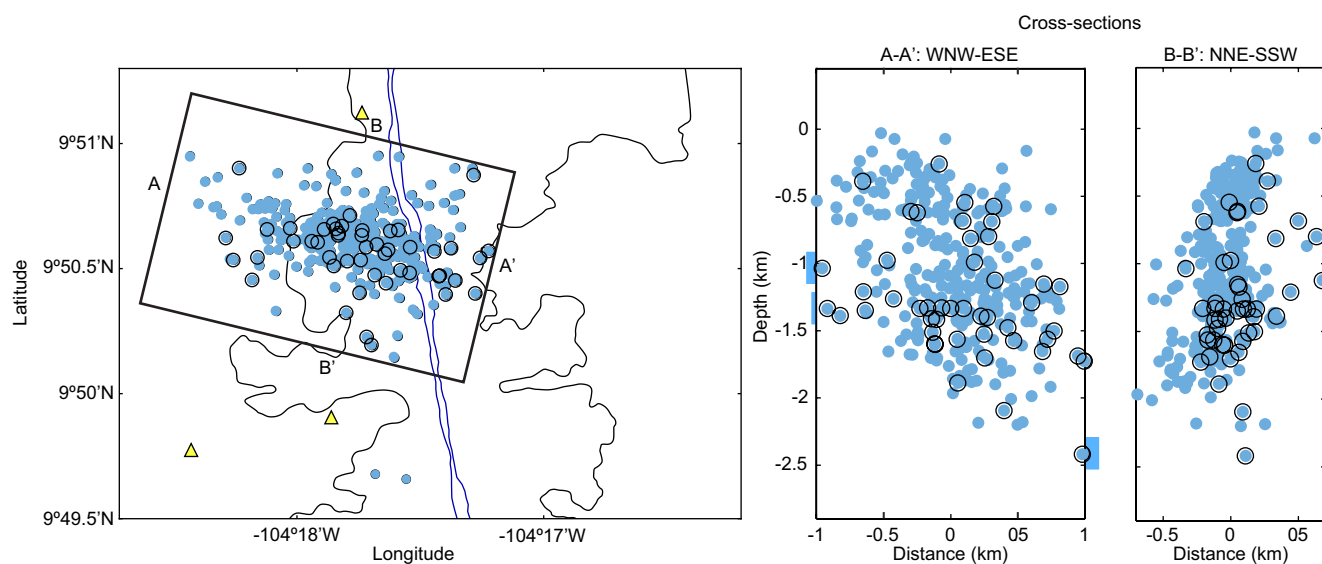 Cross-sections
A-A’: WNW-ESE
B-B’: NNE-SSW
9º51’N
9º50.5’N
9º50’N
9º49.5’N
Latitude
A
B
A’
B’
-104º18’W
-104º17’W
Longitude
0
-0.5
-1
-1.5
-2
-2.5
Depth (km)
-1
-0.5
0
05
1
Distance (km)
-0.5
0
05
Distance (km)